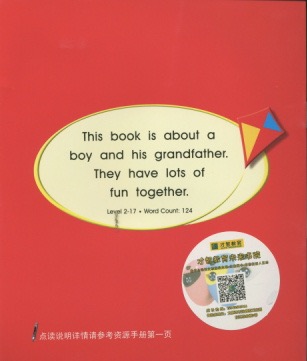 This book is about a
boy and his grandfather.
They have lots of
fun together.
Level 2-17 • Word Count: 124
点读说明详情请参考资源手册第一页